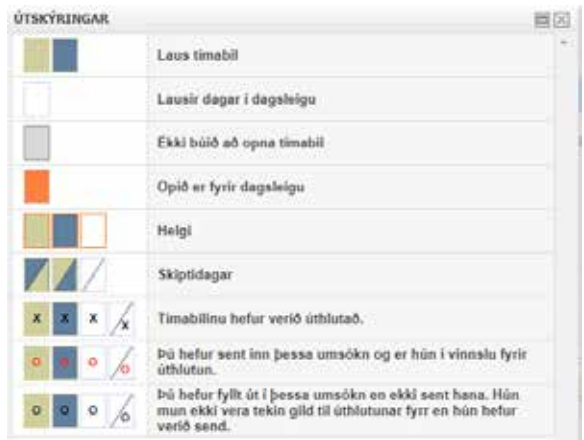 ÚTSKÝRINGAR
Laus tímabil
Lausir dagar í dagsleigu
Ekki búið að opna tímabil
Opið er fyrir dagsleigu
Helgi
Skiptidagar
X X X X
Tímabilinu hefur verið úthlutað.
O O O O
Þú hefur sent inn þessa umsókn og er hún í vinnslu fyrir
úthlutun.
O O O O
Þú hefur fyllt út í þessa umsókn en ekki sent hana. Hún
mun ekki vera tekin gild til úthlutunar fyrr en hún hefur
verið send.